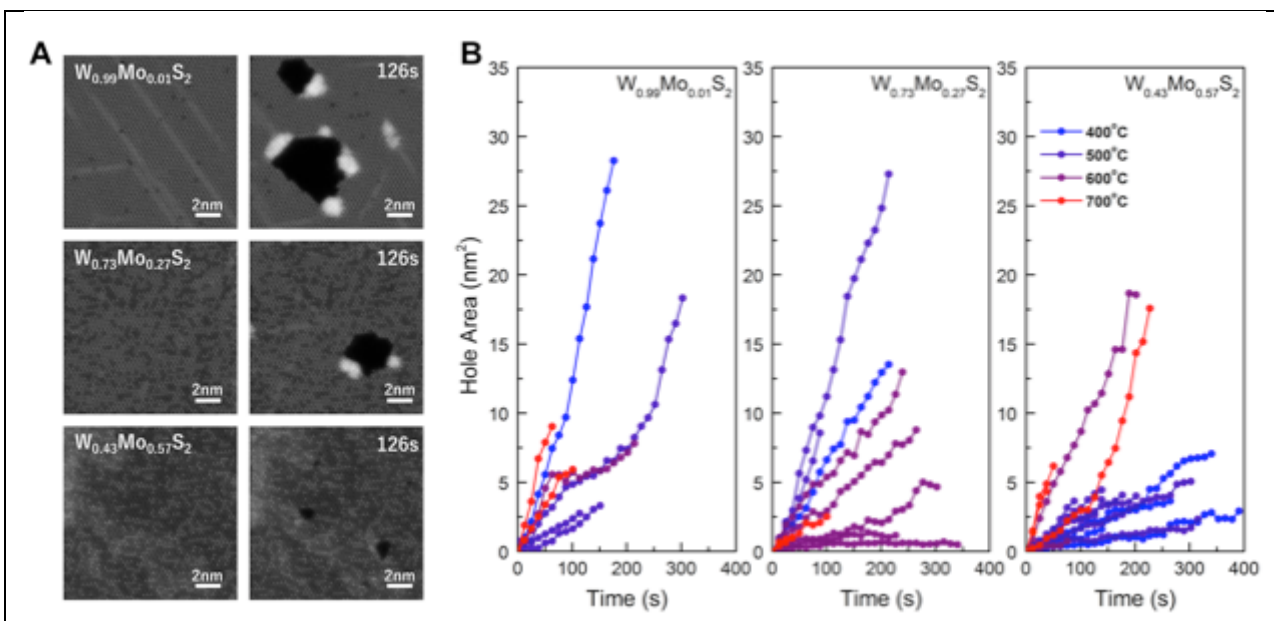 A
W0.99Mo0.01S2
2nm
126s
2nm
W0.73Mo0.27S2
2nm
126s
2nm
W0.43Mo0.57S2
2nm
126s
2nm
B
Hole Area (nm²)
35
30
25
20
15
10
5
0
W0.99Mo0.01S2
0 100 200 300 400
Time (s)
35
30
25
20
15
10
5
0
W0.73Mo0.27S2
0 100 200 300 400
Time (s)
35
30
25
20
15
10
5
0
W0.43Mo0.57S2
400°C
500°C
600°C
700°C
0 100 200 300 400
Time (s)